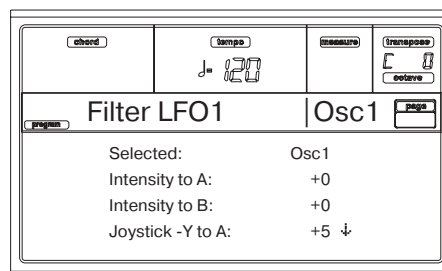 chord tempo measure transpose
♩= 120 C 0
octave
Filter LFO1 Osc1 page
program
Selected: Osc1
Intensity to A: +0
Intensity to B: +0
Joystick -Y to A: +5